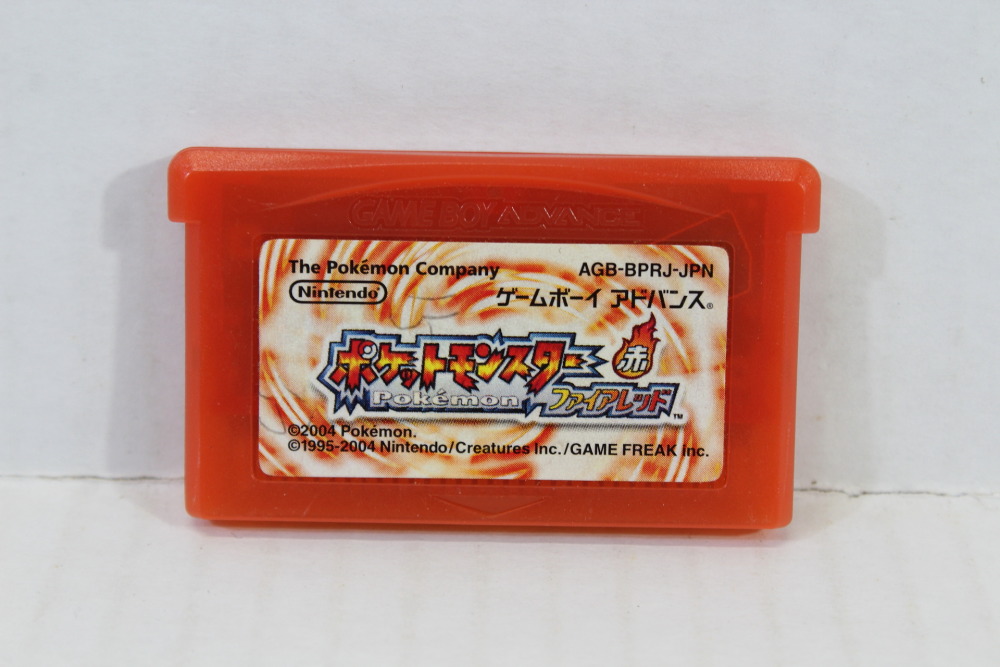 GAME BOY ADVANCE
The Pokémon Company AGB-BPRJ-JPN
Nintendo® ゲームボーイ アドバンス®
ポケットモンスター 赤
Pokémon ファイアレッド™
©2004 Pokémon.
©1995-2004 Nintendo/Creatures Inc./GAME FREAK inc.